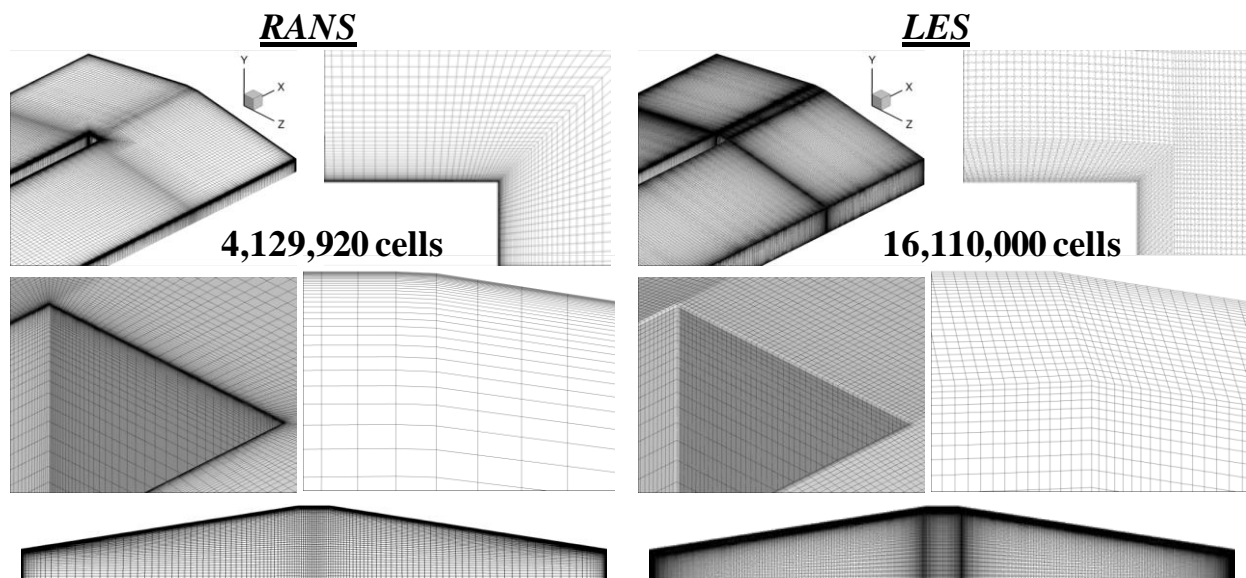 RANS
LES
Y
X
Z
Y
X
Z
4,129,920 cells
16,110,000 cells